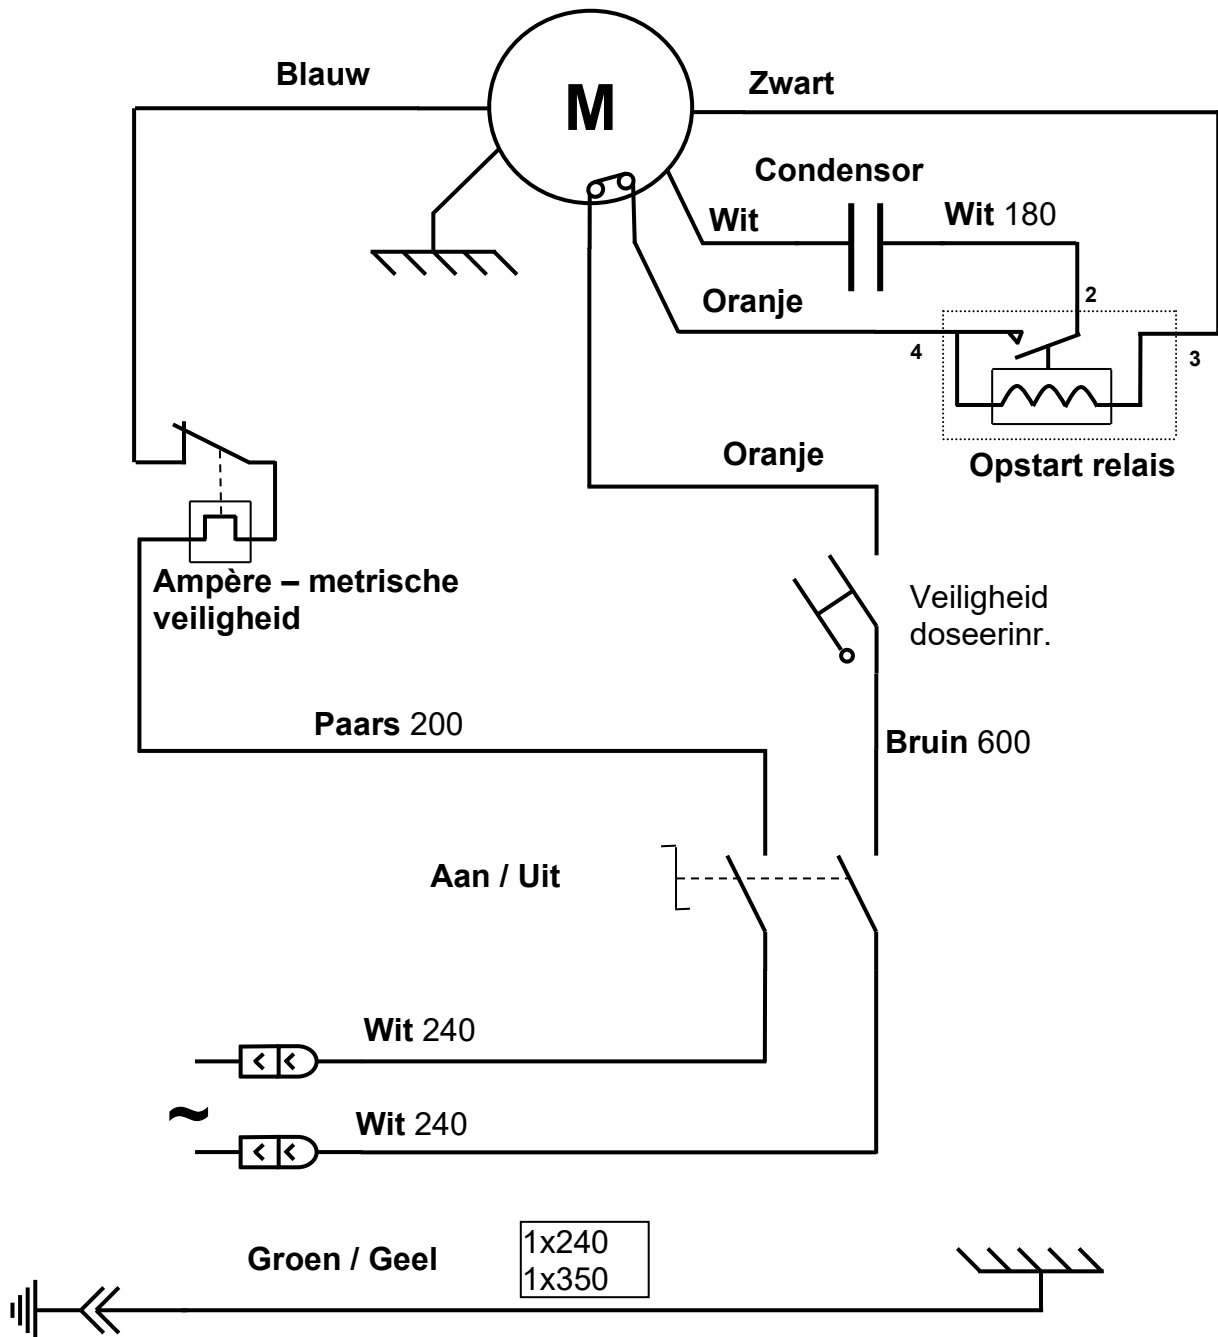 Blauw
M
Zwart
Condensor
Wit
Wit 180
Oranje
2
4
3
Oranje
Opstart relais
Ampère – metrische
veiligheid
Veiligheid
doseerinr.
Paars 200
Bruin 600
Aan / Uit
Wit 240
~
Wit 240
Groen / Geel
1x240
1x350